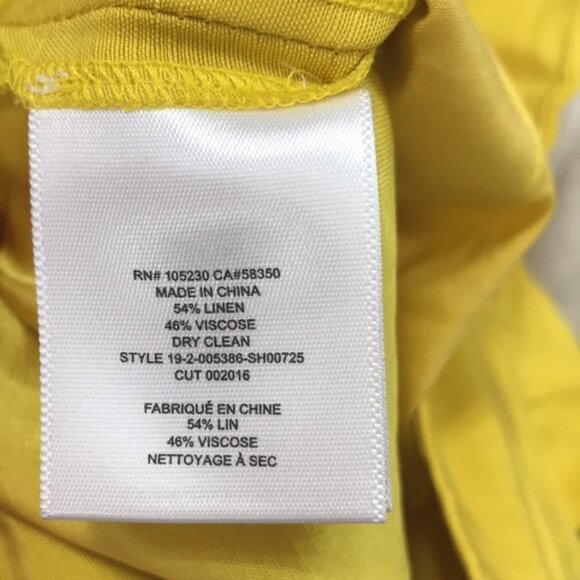 RN# 105230 CA#58350
MADE IN CHINA
54% LINEN
46% VISCOSE
DRY CLEAN
STYLE 19-2-005386-SH00725
CUT 002016
FABRIQUÉ EN CHINE
54% LIN
46% VISCOSE
NETTOYAGE À SEC